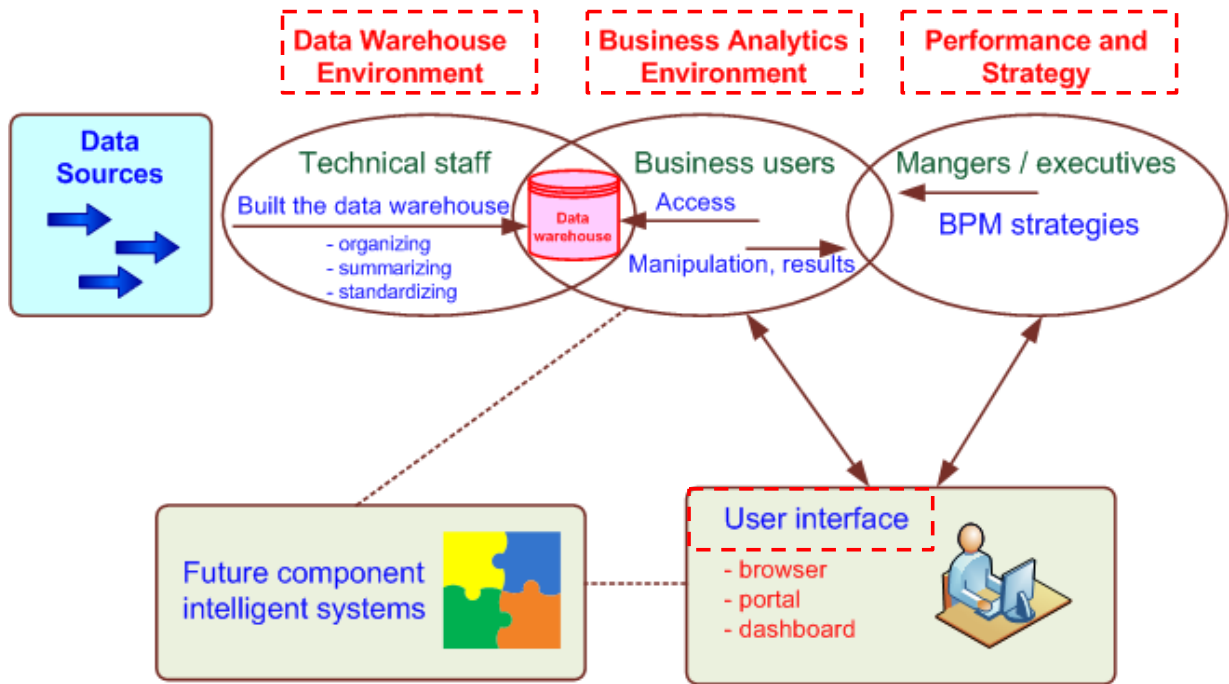 Data Warehouse
Environment
Business Analytics
Environment
Performance and
Strategy
Data
Sources
Technical staff
Built the data warehouse
- organizing
- summarizing
- standardizing
Data
warehouse
Business users
Access
Manipulation, results
Mangers / executives
BPM strategies
Future component
intelligent systems
User interface
- browser
- portal
- dashboard